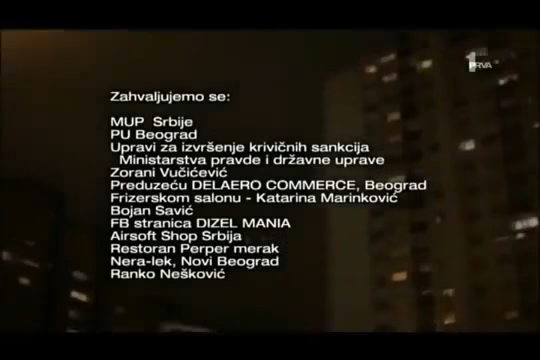 1
PRVA
Zahvaljujemo se:
MUP  Srbije
PU Beograd
Upravi za izvršenje krivičnih sankcija
Ministarstva pravde i državne uprave
Zorani Vučićević
Preduzeću DELAERO COMMERCE, Beograd
Frizerskom salonu - Katarina Marinković
Bojan Savić
FB stranica DIZEL MANIA
Airsoft Shop Srbija
Restoran Perper merak
Nera-lek, Novi Beograd
Ranko Nešković